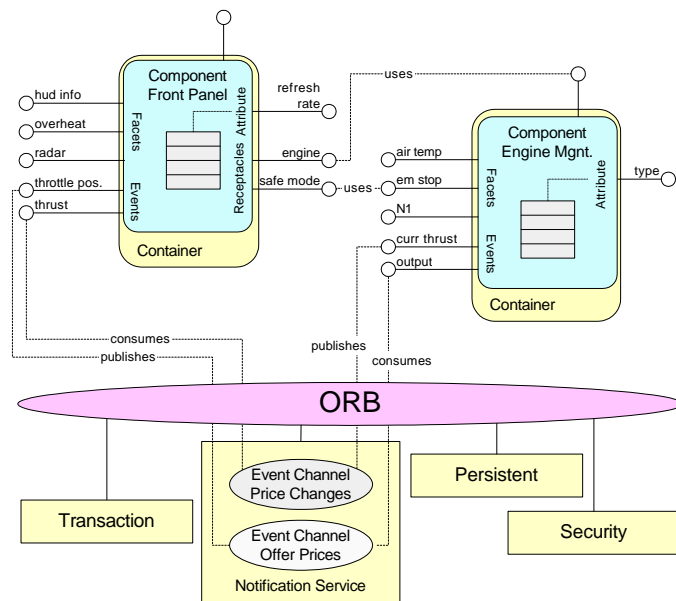 Component
Front Panel
refresh
rate
uses
hud info
overheat
radar
throttle pos.
thrust
Facets
Events
Attribute
Receptacles
engine
safe mode
Container
uses
Component
Engine Mgnt.
air temp
em stop
N1
curr thrust
output
Facets
Events
Attribute
type
Container
consumes
publishes
publishes
consumes
ORB
Transaction
Event Channel
Price Changes
Event Channel
Offer Prices
Notification Service
Persistent
Security